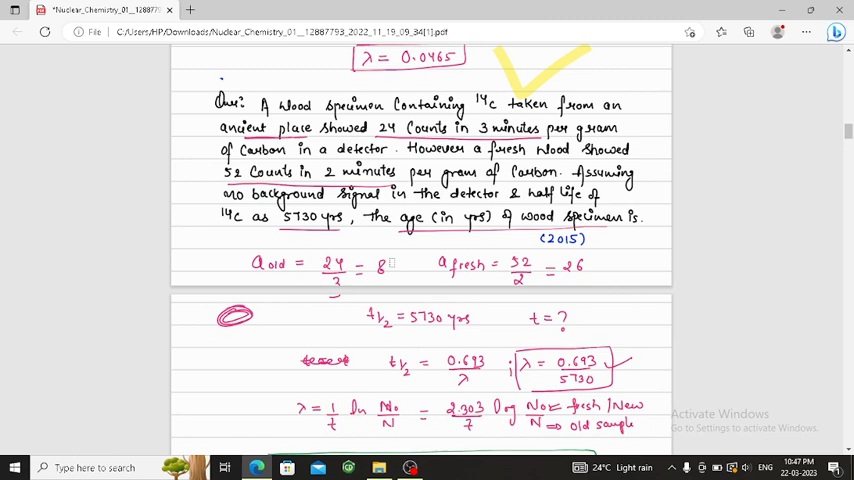 *Nuclear_Chemistry_01__1288779
File
C:/Users/HP/Downloads/Nuclear_Chemistry_01__12887793_2022_11_19_09_34[1].pdf
λ = 0.0465
Que: A wood specimen Containing ¹⁴C taken from an
ancient place showed 24 Counts in 3 minutes per gram
of Carbon in a detector. However a fresh wood showed
52 Counts in 2 minutes per gram of Carbon. Assuming
no background signal in the detector & half life of
¹⁴C as 5730 yrs, the age (in yrs) of wood specimen is.
(2015)
a old = 24/3 = 8 a fresh = 52/2 = 26
t1/2 = 5730 yrs t = ?
t1/2 = 0.693/λ ; λ = 0.693/5730
λ = 1/t ln No/N = 2.303/t log No/N ⇐ fresh/New
⇒ old sample
Activate Windows
Go to Settings to activate Windows.
Type here to search
24°C Light rain
ENG
10:47 PM
22-03-2023